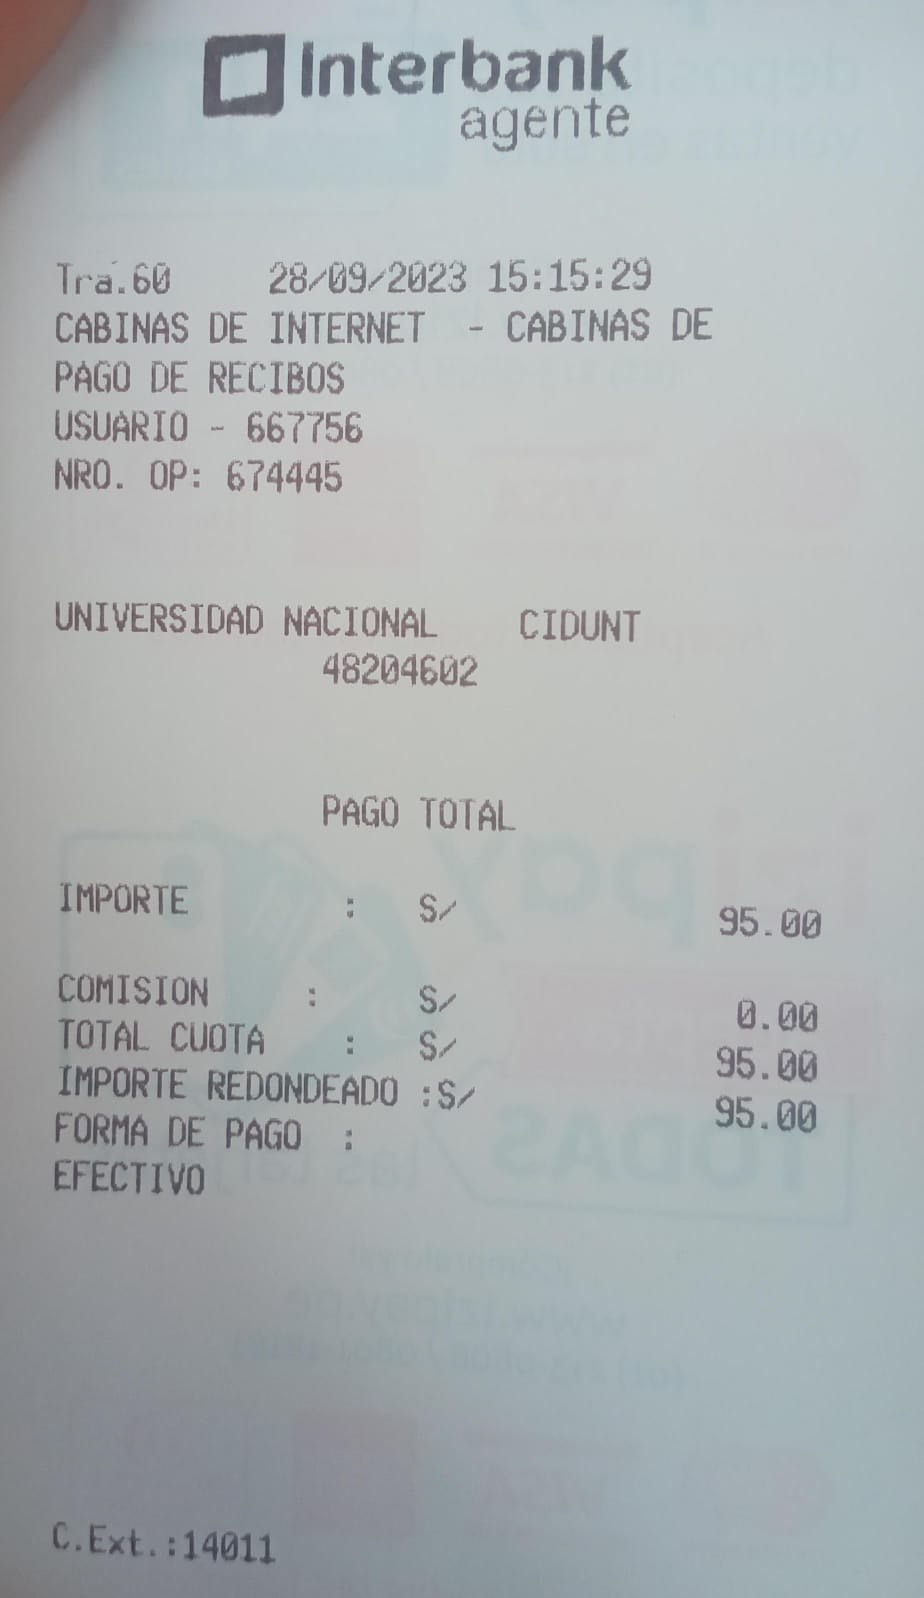 Interbank
agente
Tra.60 28/09/2023 15:15:29
CABINAS DE INTERNET - CABINAS DE
PAGO DE RECIBOS
USUARIO - 667756
NRO. OP: 674445
UNIVERSIDAD NACIONAL CIDUNT
48204602
PAGO TOTAL
IMPORTE : S/ 95.00
COMISION : S/ 0.00
TOTAL CUOTA : S/ 95.00
IMPORTE REDONDEADO :S/ 95.00
FORMA DE PAGO :
EFECTIVO
C.Ext.:14011